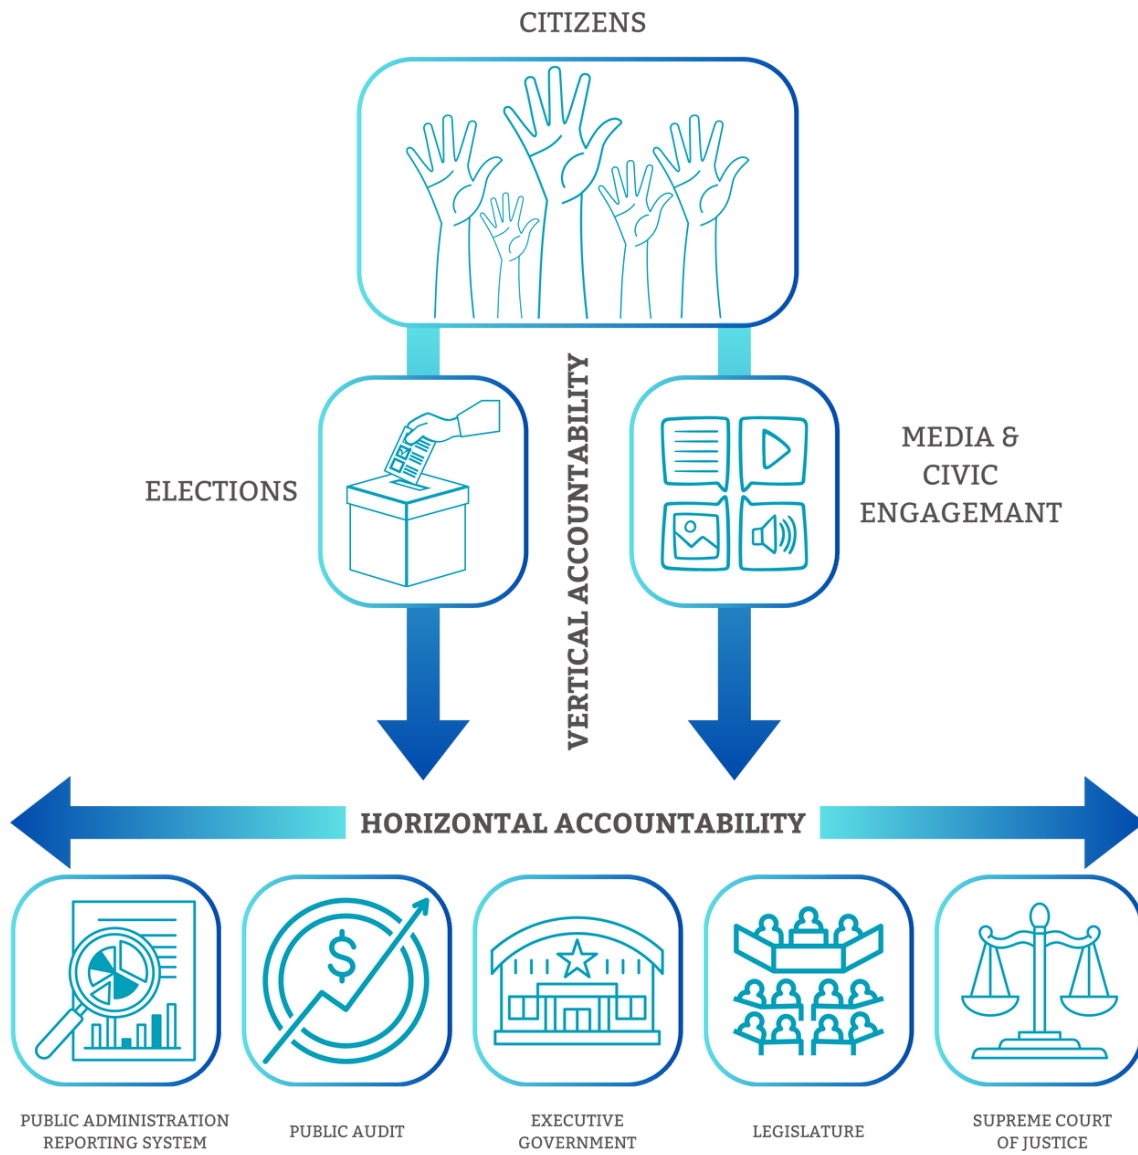 CITIZENS
ELECTIONS
VERTICAL ACCOUNTABILITY
MEDIA &
CIVIC
ENGAGEMANT
HORIZONTAL ACCOUNTABILITY
$
PUBLIC ADMINISTRATION
REPORTING SYSTEM
PUBLIC AUDIT
EXECUTIVE
GOVERNMENT
LEGISLATURE
SUPREME COURT
OF JUSTICE